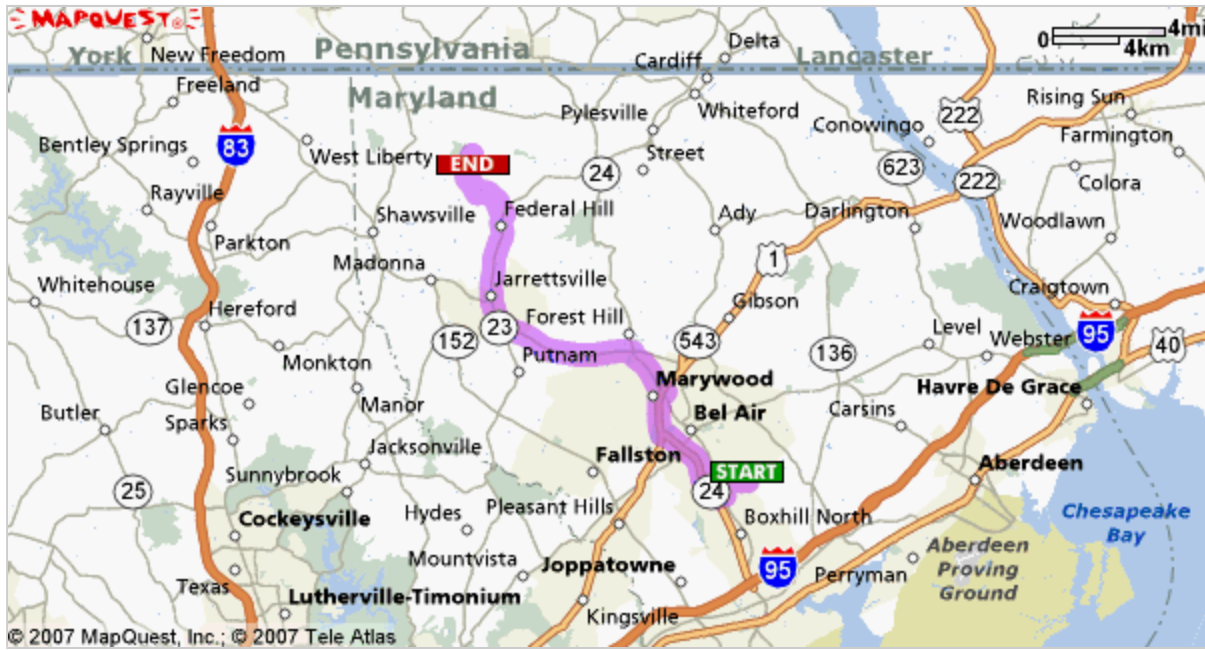 MAPQUEST®
0 4mi
4km
York
New Freedom
Pennsylvania
Delta
Cardiff
Lancaster
Freeland
Maryland
Pylesville
Whiteford
222
Rising Sun
Conowingo
Farmington
83
Bentley Springs
West Liberty
END
Street
24
623
222
Colora
Rayville
Shawsville
Federal Hill
Ady
Darlington
Woodlawn
Parkton
Madonna
1
Whitehouse
Jarrettsville
Craigtown
Hereford
Gibson
137
23
Forest Hill
152
543
Level
Webster
95
40
Monkton
Putnam
136
Glencoe
Marywood
Havre De Grace
Butler
Sparks
Manor
Bel Air
Carsins
Jacksonville
Fallston
START
Aberdeen
Sunnybrook
25
24
Cockeysville
Hydes
Pleasant Hills
Boxhill North
Chesapeake
Bay
Mountvista
Joppatowne
95
Perryman
Aberdeen
Proving
Ground
Texas
Lutherville-Timonium
Kingsville
© 2007 MapQuest, Inc.; © 2007 Tele Atlas